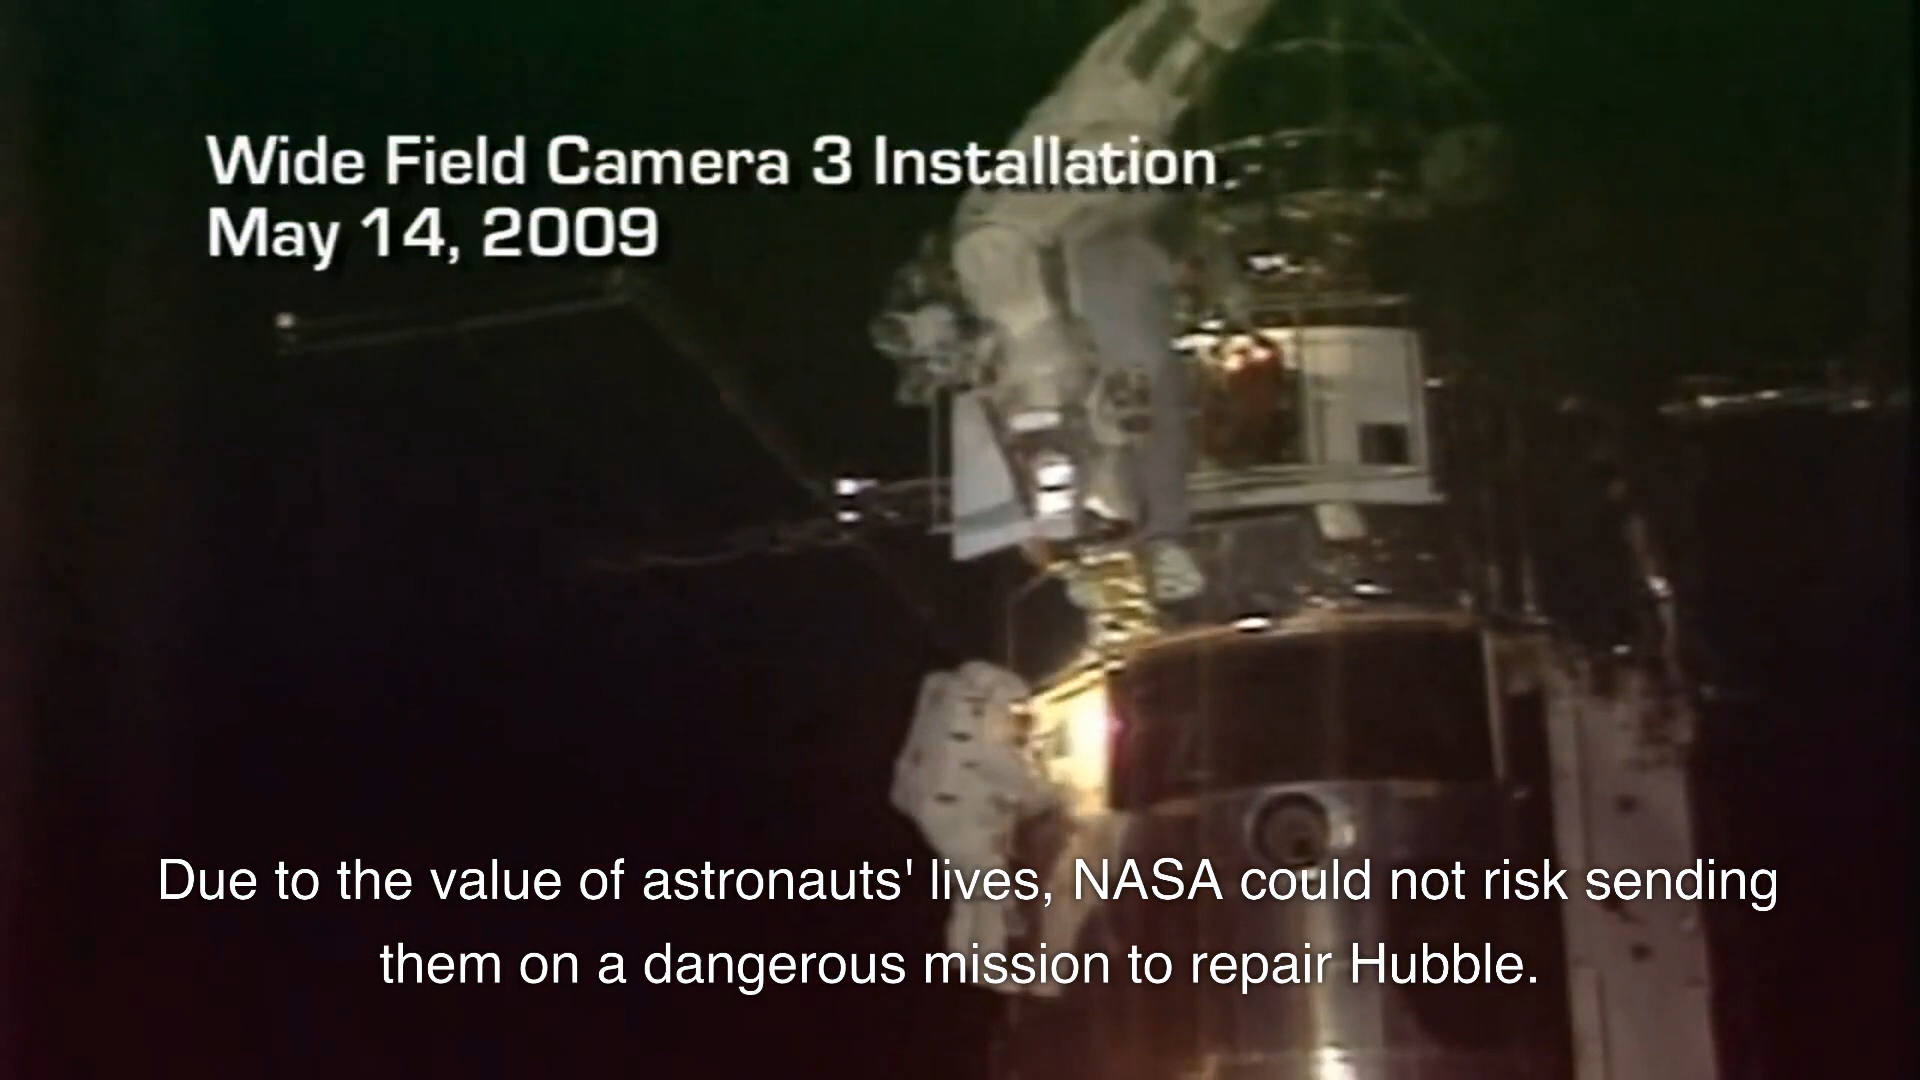 Wide Field Camera 3 Installation
May 14, 2009
Due to the value of astronauts' lives, NASA could not risk sending
them on a dangerous mission to repair Hubble.